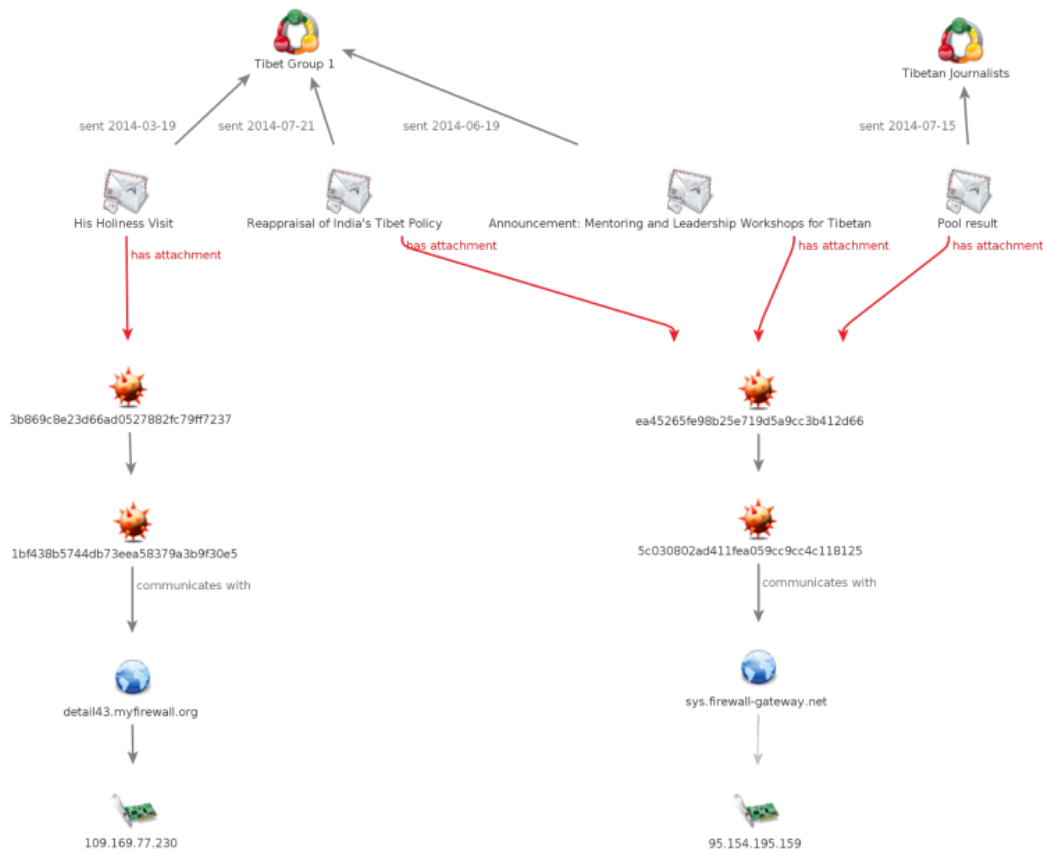 Tibet Group 1
Tibetan Journalists
sent 2014-03-19
sent 2014-07-21
sent 2014-06-19
sent 2014-07-15
His Holiness Visit
Reappraisal of India's Tibet Policy
Announcement: Mentoring and Leadership Workshops for Tibetan
Pool result
has attachment
has attachment
has attachment
has attachment
3b869c8e23d66ad0527882fc79ff7237
ea45265fe98b25e719d5a9cc3b412d66
1bf438b5744db73eea58379a3b9f30e5
5c030802ad411fea059cc9cc4c118125
communicates with
communicates with
detail43.myfirewall.org
sys.firewall-gateway.net
109.169.77.230
95.154.195.159